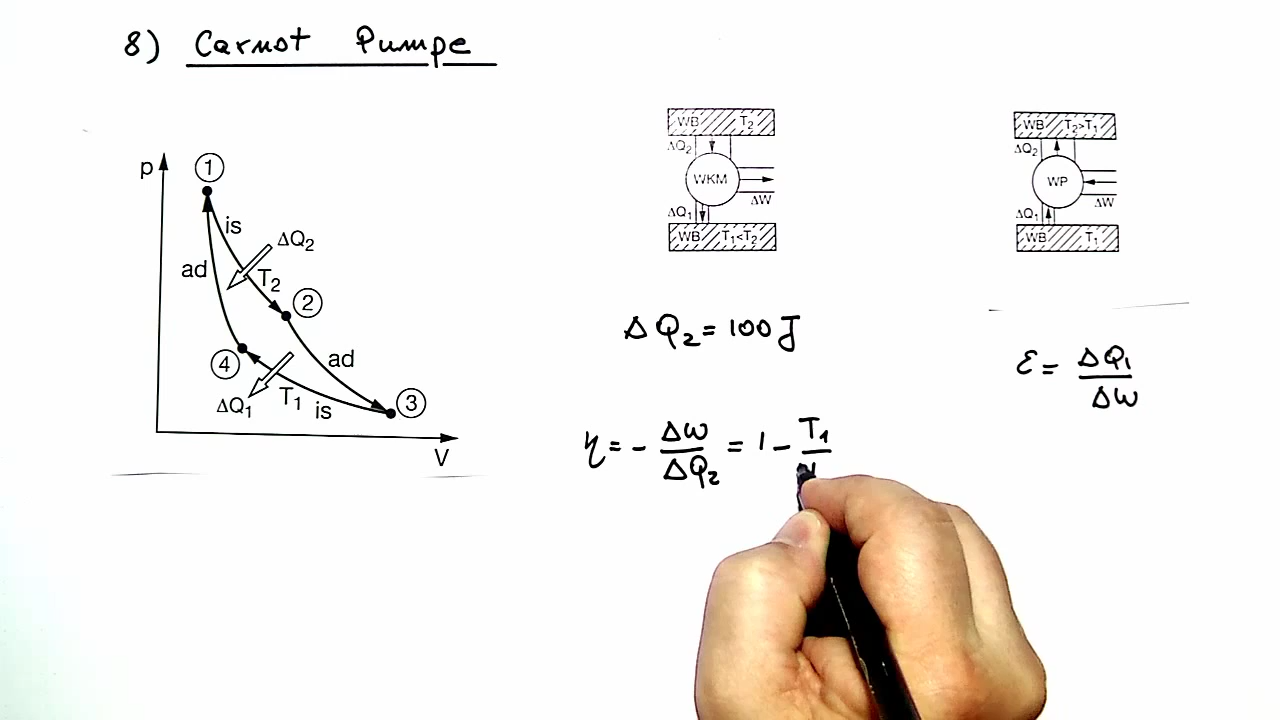 8) Carnot Pumpe
p
1
is
ΔQ₂
ad
T₂
2
4
ad
ΔQ₁
T₁
is
3
V
WB T₂
ΔQ₂
WKM
ΔW
ΔQ₁
WB T₁<T₂
WB T₂>T₁
ΔQ₂
WP
ΔW
ΔQ₁
WB T₁
ΔQ₂ = 100 J
η = - ΔW / ΔQ₂ = 1 - T₁
ε = ΔQ₁ / ΔW